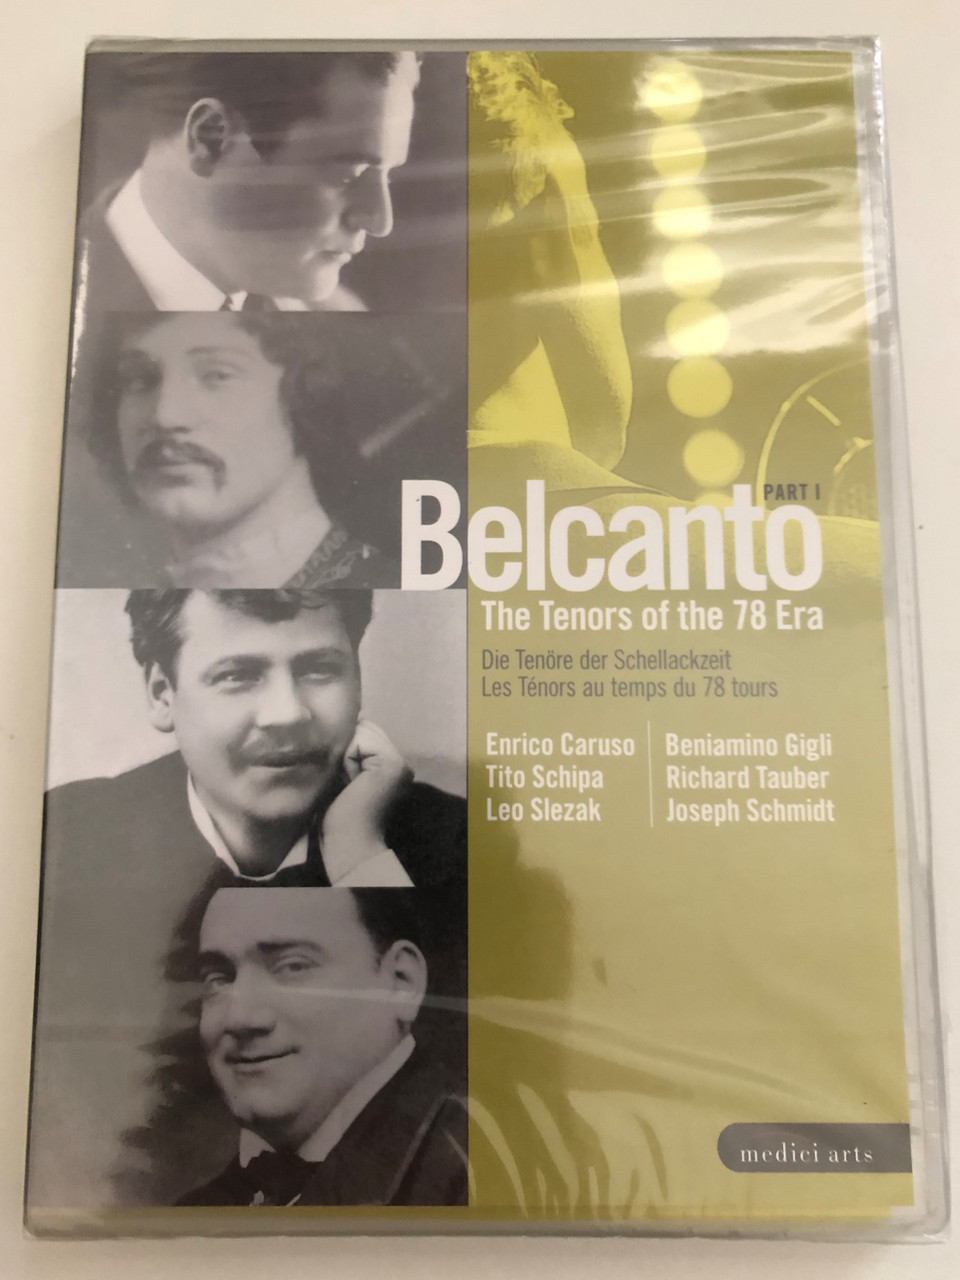 PART I
Belcanto
The Tenors of the 78 Era
Die Tenöre der Schellackzeit
Les Ténors au temps du 78 tours
Enrico Caruso
Tito Schipa
Leo Slezak
Beniamino Gigli
Richard Tauber
Joseph Schmidt
medici arts